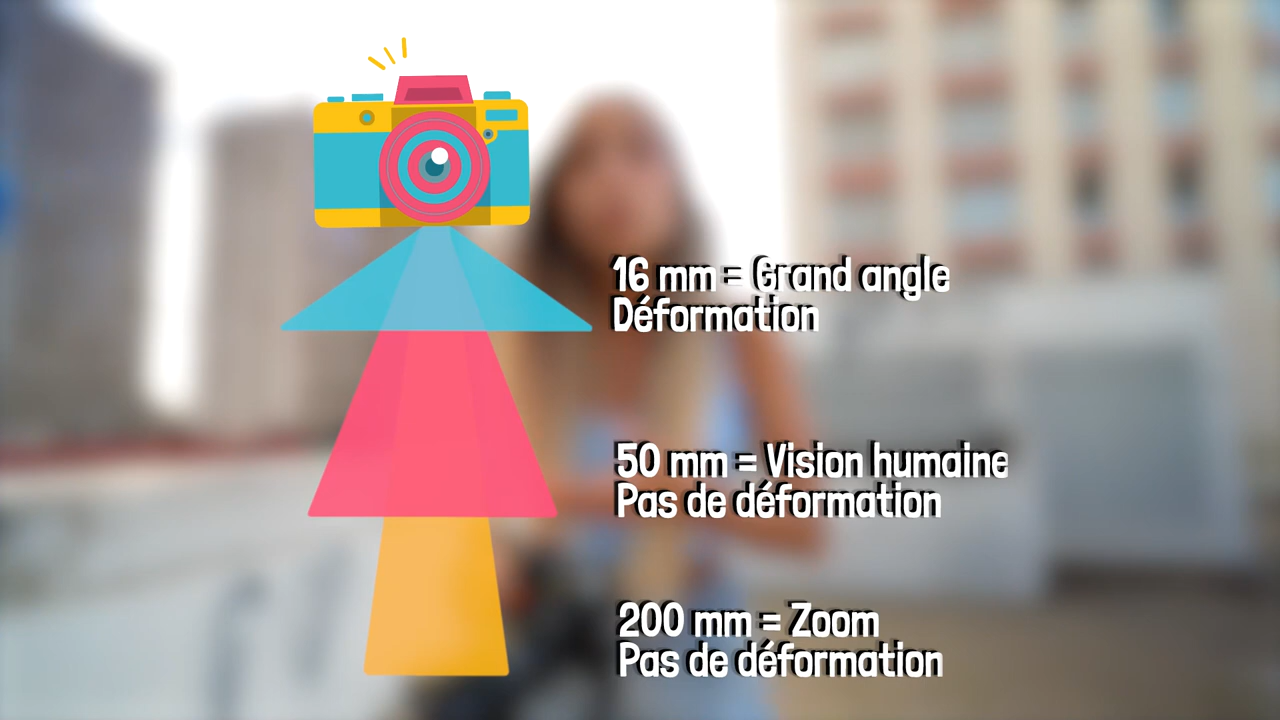 16 mm = Grand angle
Déformation
50 mm = Vision humaine
Pas de déformation
200 mm = Zoom
Pas de déformation